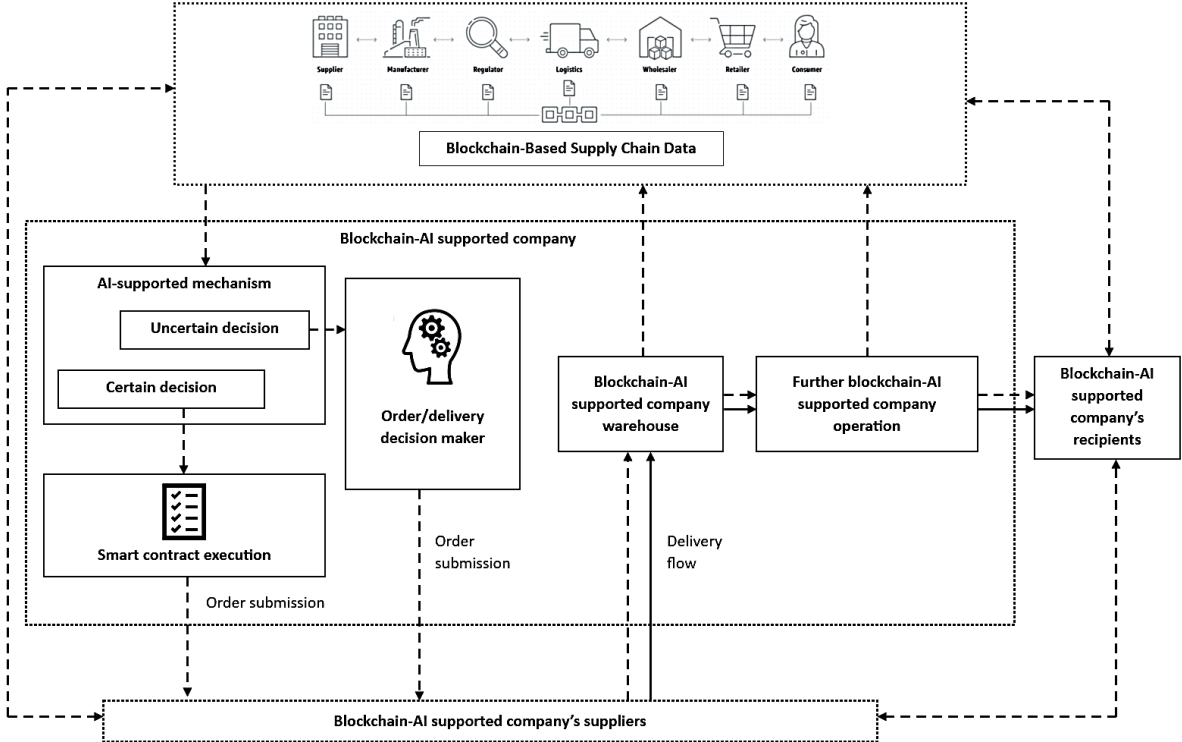 Supplier
Manufacturer
Regulator
Logistics
Wholesaler
Retailer
Consumer
Blockchain-Based Supply Chain Data
Blockchain-AI supported company
AI-supported mechanism
Uncertain decision
Certain decision
Order/delivery
decision maker
Smart contract execution
Blockchain-AI
supported company
warehouse
Further blockchain-AI
supported company
operation
Blockchain-AI
supported
company's
recipients
Order
submission
Delivery
flow
Order submission
Blockchain-AI supported company's suppliers